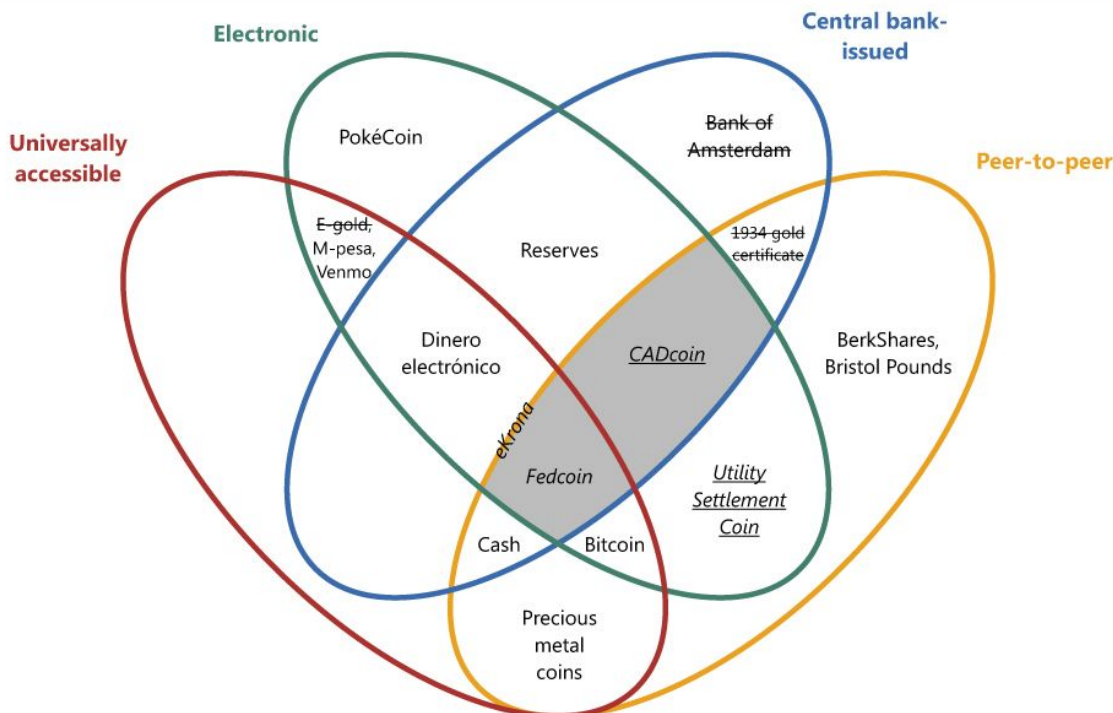 Electronic
Central bank-
issued
Universally
accessible
Peer-to-peer
PokéCoin
Bank of
Amsterdam
E-gold,
M-pesa,
Venmo
Reserves
1934 gold
certificate
Dinero
electrónico
CADcoin
BerkShares,
Bristol Pounds
eKrona
Fedcoin
Utility
Settlement
Coin
Cash
Bitcoin
Precious
metal
coins